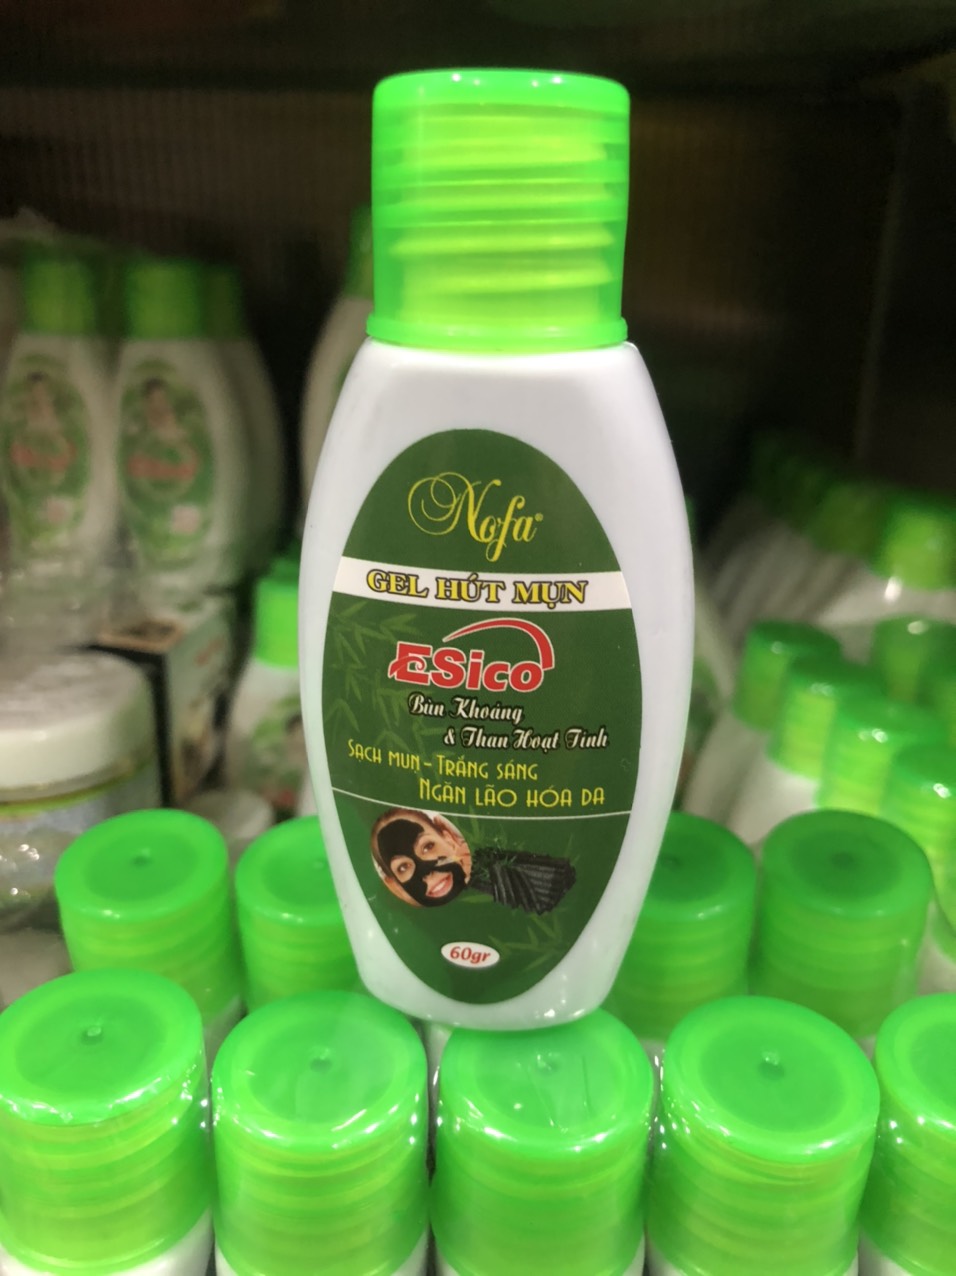 Nofa®
GEL HÚT MỤN
ESico
Bùn Khoáng
& Than Hoạt Tính
SẠCH MỤN - TRẮNG SÁNG
NGĂN LÃO HÓA DA
60gr